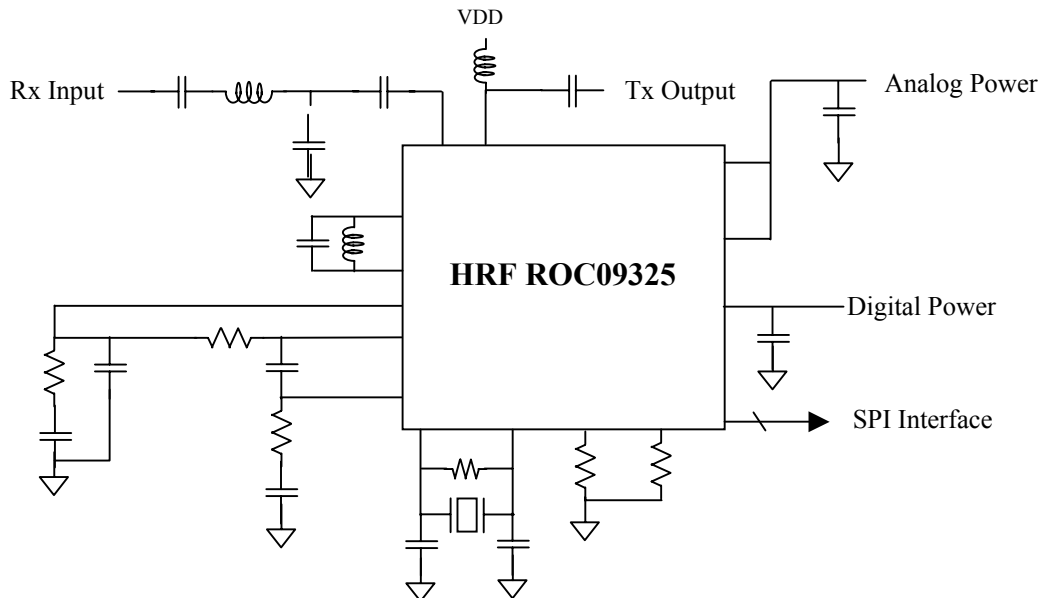 VDD
Rx Input
Tx Output
Analog Power
HRF ROC09325
Digital Power
SPI Interface